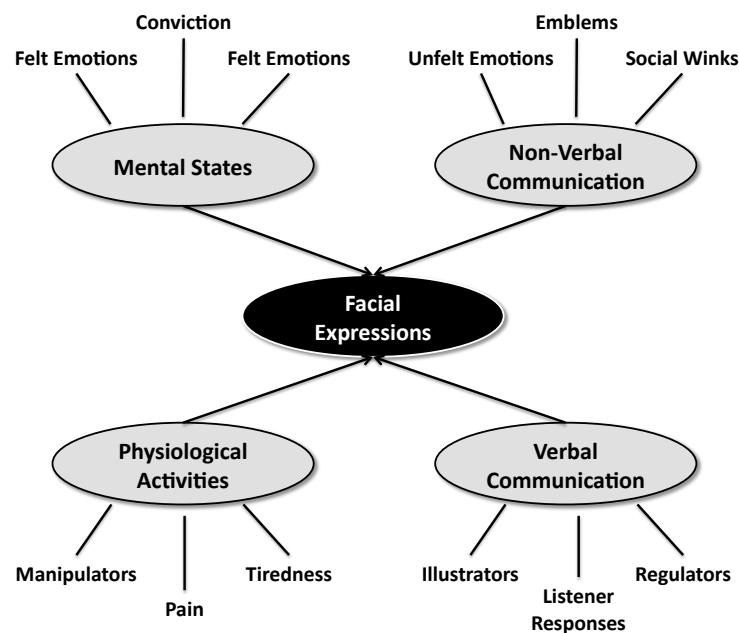 Conviction
Emblems
Felt Emotions
Felt Emotions
Unfelt Emotions
Social Winks
Mental States
Non-Verbal
Communication
Facial
Expressions
Physiological
Activities
Verbal
Communication
Manipulators
Pain
Tiredness
Illustrators
Listener
Responses
Regulators